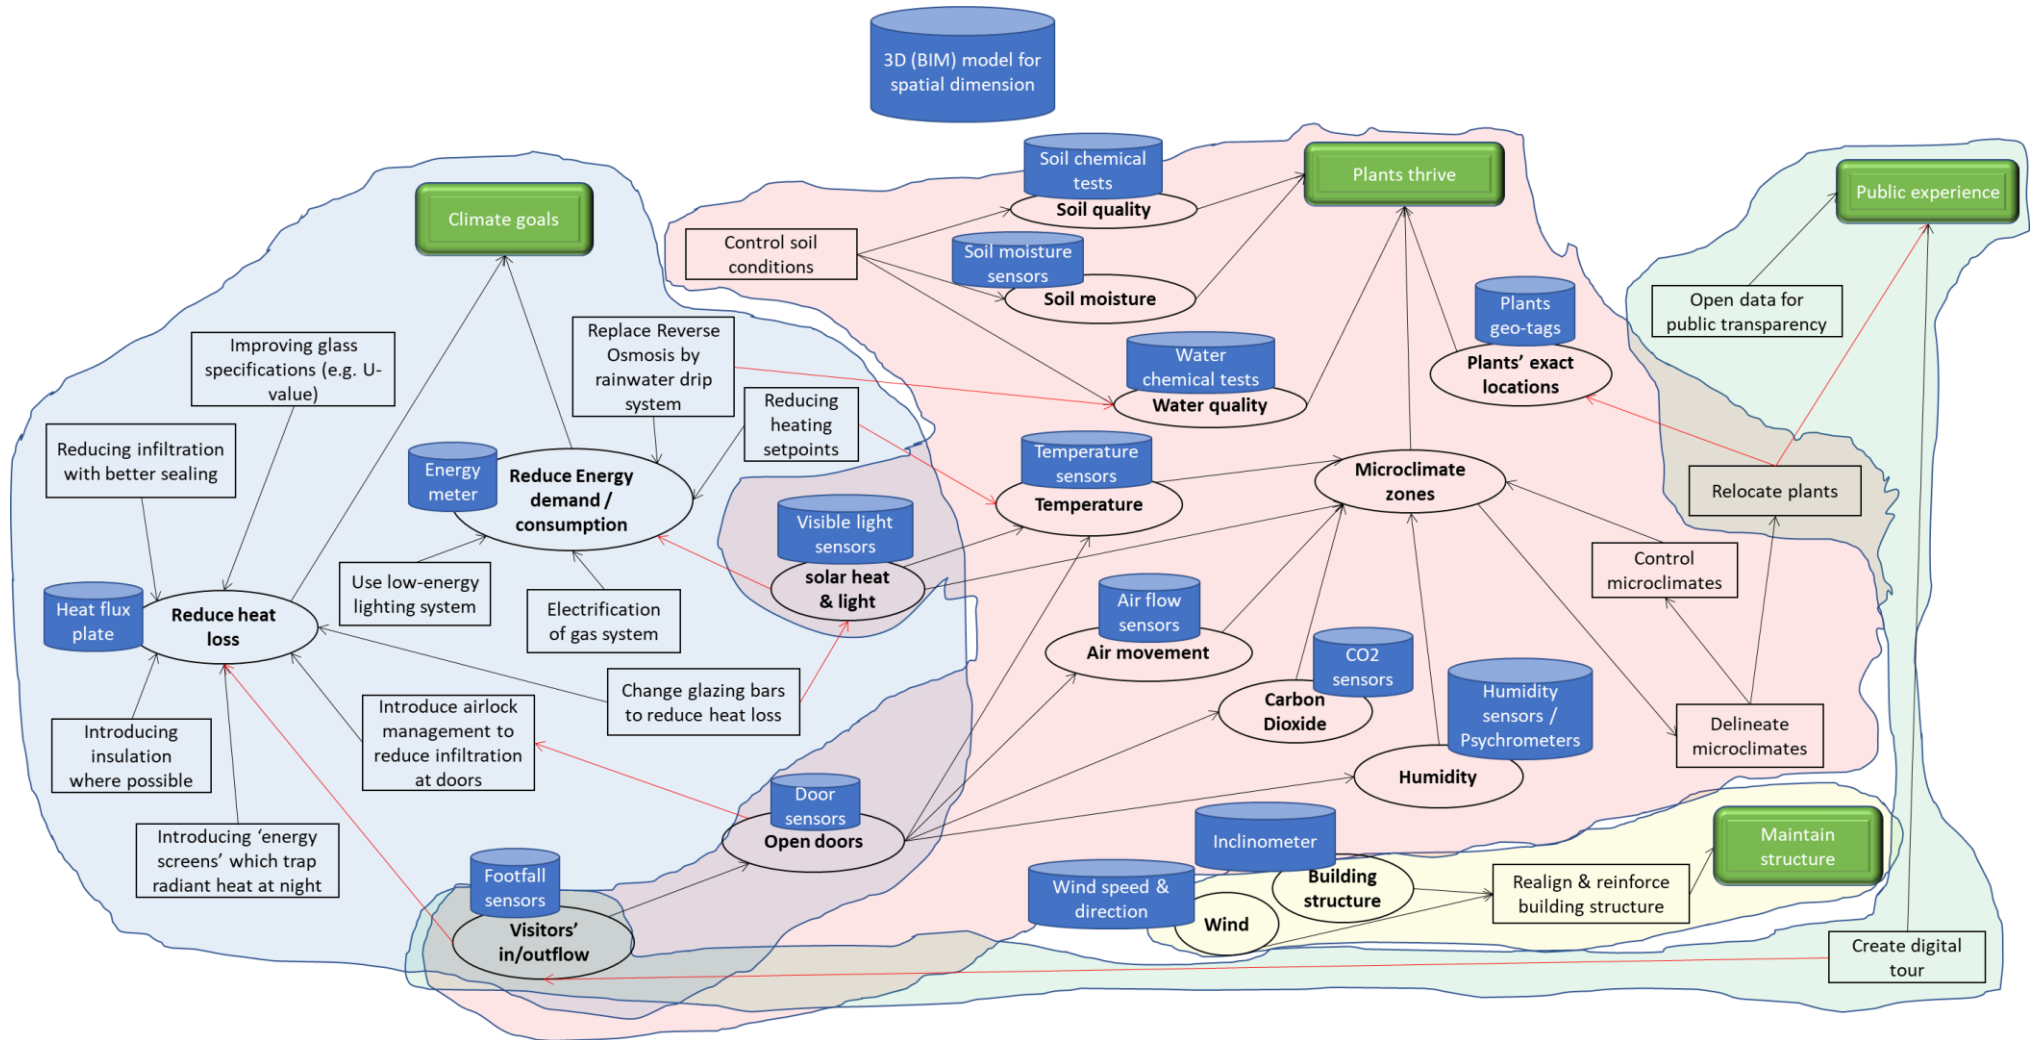 3D (BIM) model for
spatial dimension
Soil chemical
tests
Soil quality
Plants thrive
Public experience
Climate goals
Control soil
conditions
Soil moisture
sensors
Soil moisture
Plants
geo-tags
Plants’ exact
locations
Open data for
public transparency
Improving glass
specifications (e.g. U-
value)
Replace Reverse
Osmosis by
rainwater drip
system
Water
chemical tests
Water quality
Reducing
heating
setpoints
Reducing infiltration
with better sealing
Energy
meter
Reduce Energy
demand /
consumption
Temperature
sensors
Temperature
Microclimate
zones
Relocate plants
Visible light
sensors
solar heat
& light
Control
microclimates
Use low-energy
lighting system
Electrification
of gas system
Heat flux
plate
Reduce heat
loss
Air flow
sensors
Air movement
CO2
sensors
Carbon
Dioxide
Humidity
sensors /
Psychrometers
Humidity
Delineate
microclimates
Change glazing bars
to reduce heat loss
Introducing
insulation
where possible
Introduce airlock
management to
reduce infiltration
at doors
Door
sensors
Open doors
Introducing ‘energy
screens’ which trap
radiant heat at night
Footfall
sensors
Visitors’
in/outflow
Inclinometer
Building
structure
Wind speed &
direction
Wind
Realign & reinforce
building structure
Maintain
structure
Create digital
tour